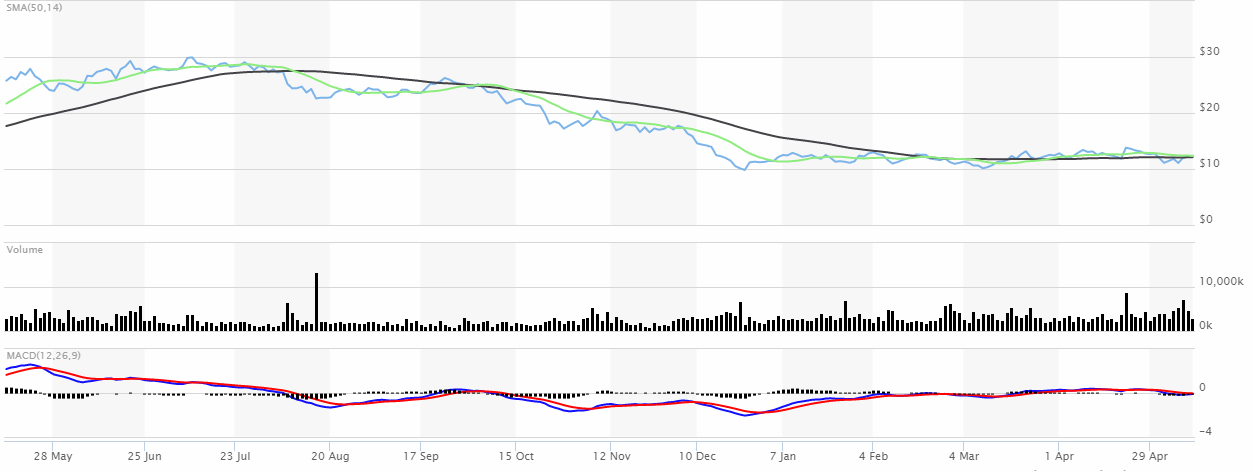 SMA(50,14)
$30
$20
$10
$0
Volume
10,000k
0k
MACD(12,26,9)
0
−4
28 May 25 Jun 23 Jul 20 Aug 17 Sep 15 Oct 12 Nov 10 Dec 7 Jan 4 Feb 4 Mar 1 Apr 29 Apr